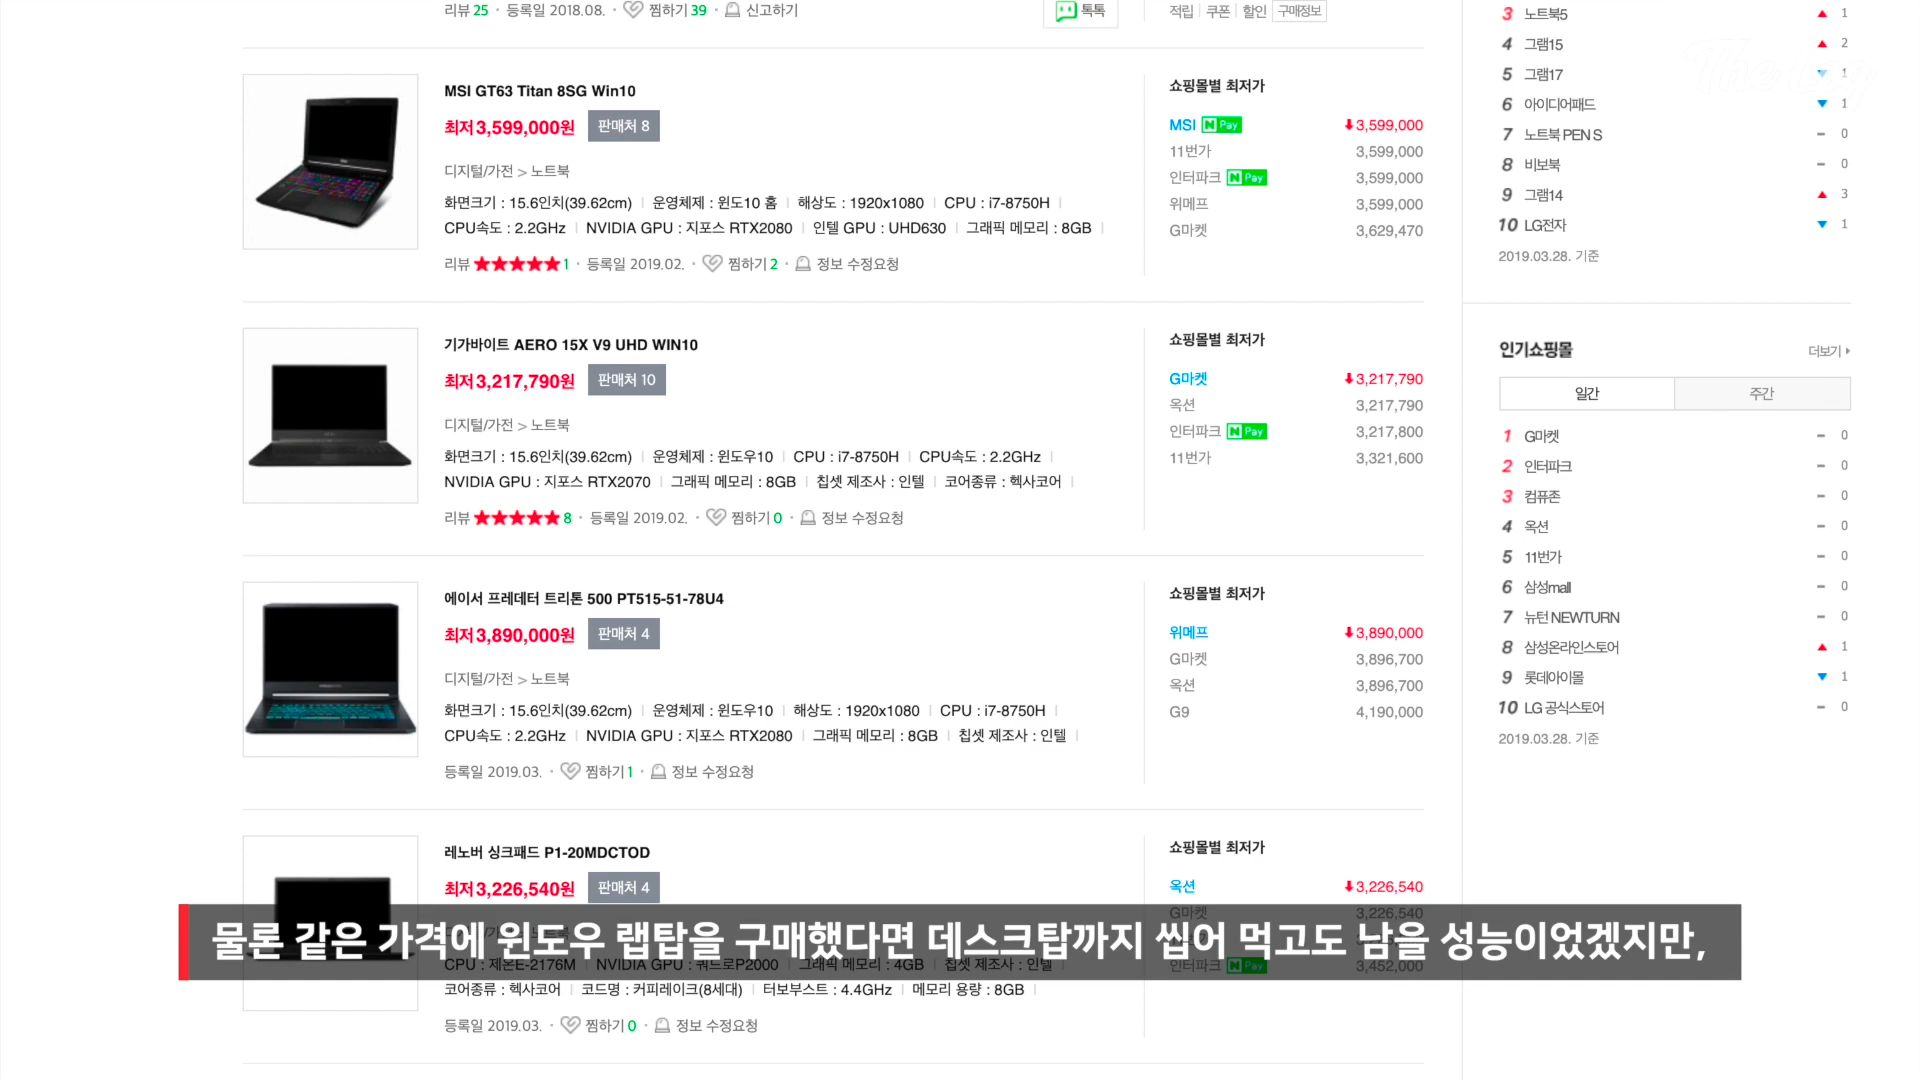 리뷰 25 · 등록일 2018.08. · 찜하기 39 · 신고하기
톡톡
적립 쿠폰 할인 구매정보
MSI GT63 Titan 8SG Win10
최저 3,599,000원 판매처 8
디지털/가전 > 노트북
화면크기 : 15.6인치(39.62cm) | 운영체제 : 윈도10 홈 | 해상도 : 1920x1080 | CPU : i7-8750H |
CPU속도 : 2.2GHz | NVIDIA GPU : 지포스 RTX2080 | 인텔 GPU : UHD630 | 그래픽 메모리 : 8GB |
리뷰 ★★★★★ 1 · 등록일 2019.02. · 찜하기 2 · 정보 수정요청
쇼핑몰별 최저가
MSI N Pay 3,599,000
11번가 3,599,000
인터파크 N Pay 3,599,000
위메프 3,599,000
G마켓 3,629,470
기가바이트 AERO 15X V9 UHD WIN10
최저 3,217,790원 판매처 10
디지털/가전 > 노트북
화면크기 : 15.6인치(39.62cm) | 운영체제 : 윈도우10 | CPU : i7-8750H | CPU속도 : 2.2GHz |
NVIDIA GPU : 지포스 RTX2070 | 그래픽 메모리 : 8GB | 칩셋 제조사 : 인텔 | 코어종류 : 헥사코어 |
리뷰 ★★★★★ 8 · 등록일 2019.02. · 찜하기 0 · 정보 수정요청
쇼핑몰별 최저가
G마켓 3,217,790
옥션 3,217,790
인터파크 N Pay 3,217,800
11번가 3,321,600
에이서 프레데터 트리톤 500 PT515-51-78U4
최저 3,890,000원 판매처 4
디지털/가전 > 노트북
화면크기 : 15.6인치(39.62cm) | 운영체제 : 윈도우10 | 해상도 : 1920x1080 | CPU : i7-8750H |
CPU속도 : 2.2GHz | NVIDIA GPU : 지포스 RTX2080 | 그래픽 메모리 : 8GB | 칩셋 제조사 : 인텔 |
등록일 2019.03. · 찜하기 1 · 정보 수정요청
쇼핑몰별 최저가
위메프 3,890,000
G마켓 3,896,700
옥션 3,896,700
G9 4,190,000
레노버 씽크패드 P1-20MDCTOD
최저 3,226,540원 판매처 4
CPU : 제온E-2176M | NVIDIA GPU : 쿼드로P2000 | 그래픽 메모리 : 4GB | 칩셋 제조사 : 인텔
코어종류 : 헥사코어 | 코드명 : 커피레이크(8세대) | 터보부스트 : 4.4GHz | 메모리 용량 : 8GB |
등록일 2019.03. · 찜하기 0 · 정보 수정요청
쇼핑몰별 최저가
옥션 3,226,540
G마켓 3,226,540
인터파크 N Pay 3,452,000
물론 같은 가격에 윈도우 랩탑을 구매했다면 데스크탑까지 씹어 먹고도 남을 성능이었겠지만,
3 노트북5 1
4 그램15 2
5 그램17 1
6 아이디어패드 1
7 노트북 PEN S 0
8 비보북 0
9 그램14 3
10 LG전자 1
2019.03.28. 기준
인기쇼핑몰 더보기
일간 주간
1 G마켓 0
2 인터파크 0
3 컴퓨존 0
4 옥션 0
5 11번가 0
6 삼성mall 0
7 뉴턴 NEWTURN 0
8 삼성온라인스토어 1
9 롯데아이몰 1
10 LG 공식스토어 0
2019.03.28. 기준